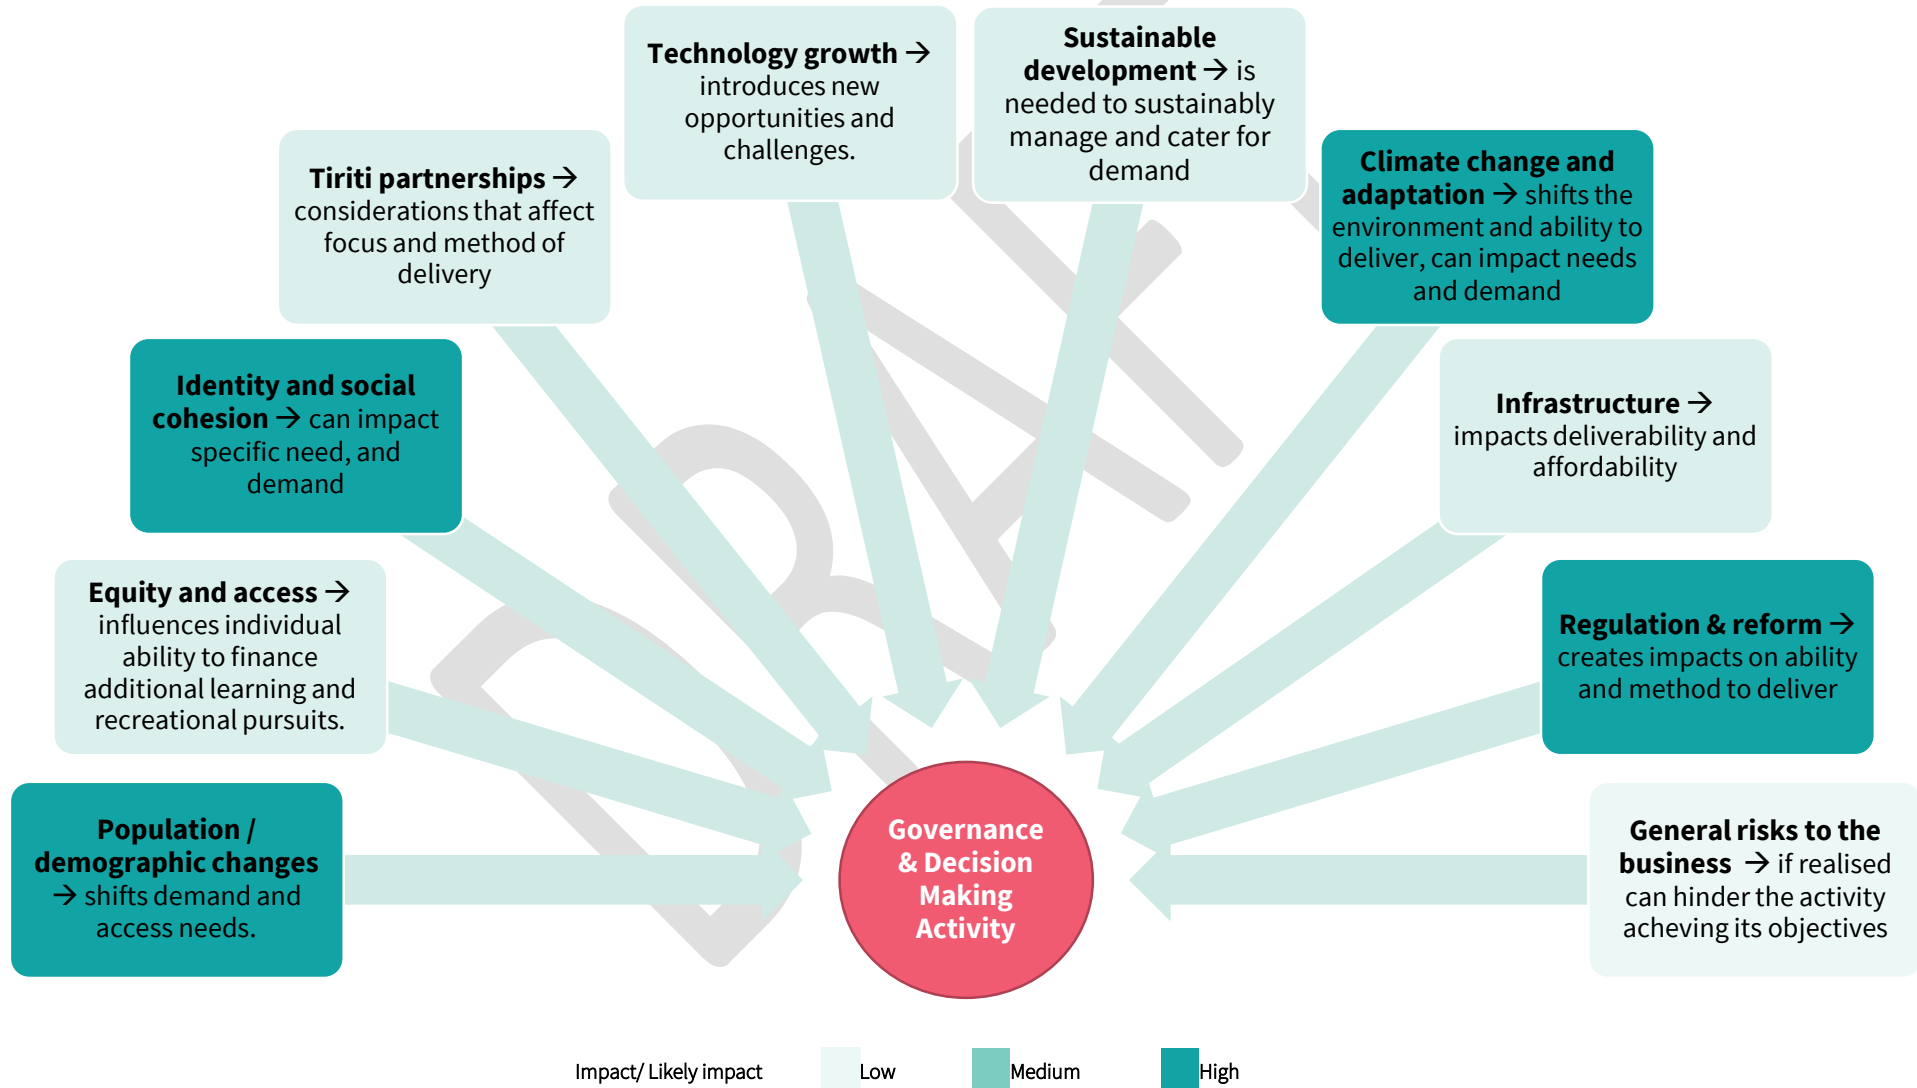 Technology growth →
introduces new
opportunities and
challenges.
Sustainable
development → is
needed to sustainably
manage and cater for
demand
Tiriti partnerships →
considerations that affect
focus and method of
delivery
Climate change and
adaptation → shifts the
environment and ability to
deliver, can impact needs
and demand
Identity and social
cohesion → can impact
specific need, and
demand
Infrastructure →
impacts deliverability and
affordability
Equity and access →
influences individual
ability to finance
additional learning and
recreational pursuits.
Regulation & reform →
creates impacts on ability
and method to deliver
Population /
demographic changes
→ shifts demand and
access needs.
General risks to the
business → if realised
can hinder the activity
acheving its objectives
Governance
& Decision
Making
Activity
DRAFT
Impact/ Likely impact
Low
Medium
High